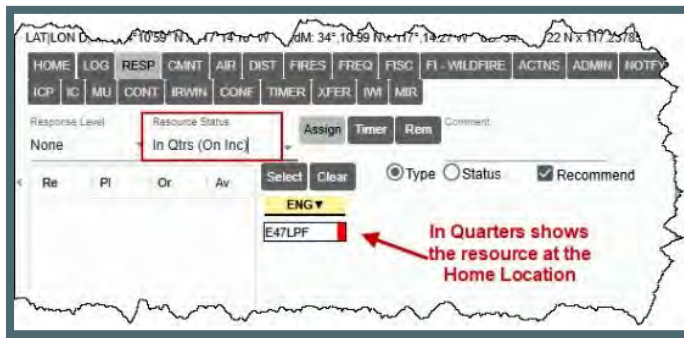 HOME LOG RESP CMNT AIR DIST FIRES FREQ FISC FI - WILDFIRE ACTNS ADMIN NOTFY
ICP IC MU CONT IRWIN CONF TIMER XFER IWI MIR
Response Level Resource Status Comment
None In Qtrs (On Inc) Assign Timer Rem
Re Pl Or Av Select Clear Type Status Recommend
ENG ▼
E47LPF
In Quarters shows
the resource at the
Home Location